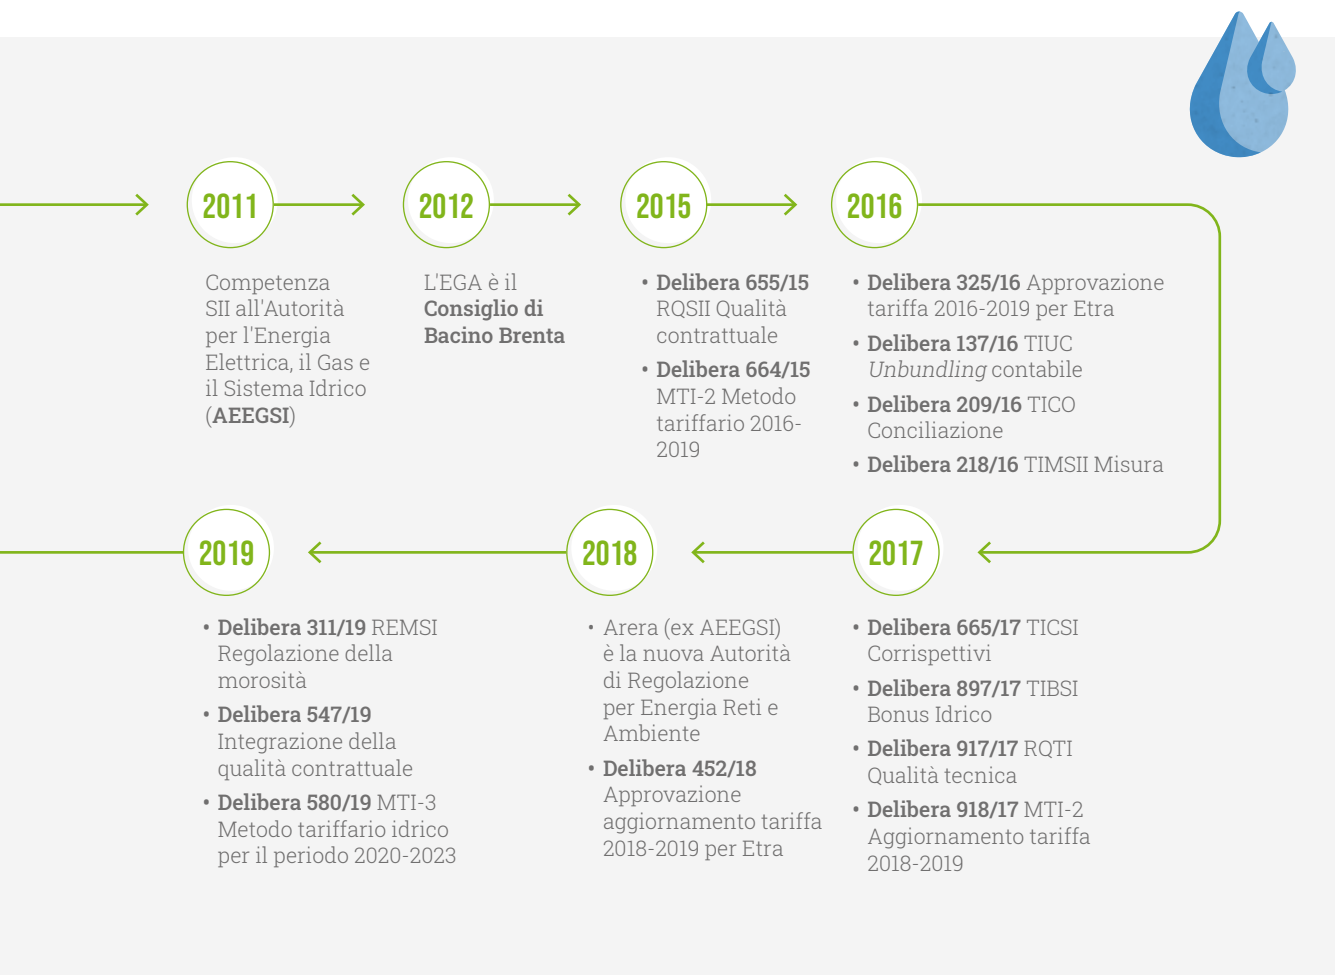 2011
Competenza
SII all'Autorità
per l'Energia
Elettrica, il Gas e
il Sistema Idrico
(AEEGSI)
2012
L'EGA è il
Consiglio di
Bacino Brenta
2015
• Delibera 655/15
RQSII Qualità
contrattuale
• Delibera 664/15
MTI-2 Metodo
tariffario 2016-
2019
2016
• Delibera 325/16 Approvazione
tariffa 2016-2019 per Etra
• Delibera 137/16 TIUC
Unbundling contabile
• Delibera 209/16 TICO
Conciliazione
• Delibera 218/16 TIMSII Misura
2017
• Delibera 665/17 TICSI
Corrispettivi
• Delibera 897/17 TIBSI
Bonus Idrico
• Delibera 917/17 RQTI
Qualità tecnica
• Delibera 918/17 MTI-2
Aggiornamento tariffa
2018-2019
2018
• Arera (ex AEEGSI)
è la nuova Autorità
di Regolazione
per Energia Reti e
Ambiente
• Delibera 452/18
Approvazione
aggiornamento tariffa
2018-2019 per Etra
2019
• Delibera 311/19 REMSI
Regolazione della
morosità
• Delibera 547/19
Integrazione della
qualità contrattuale
• Delibera 580/19 MTI-3
Metodo tariffario idrico
per il periodo 2020-2023